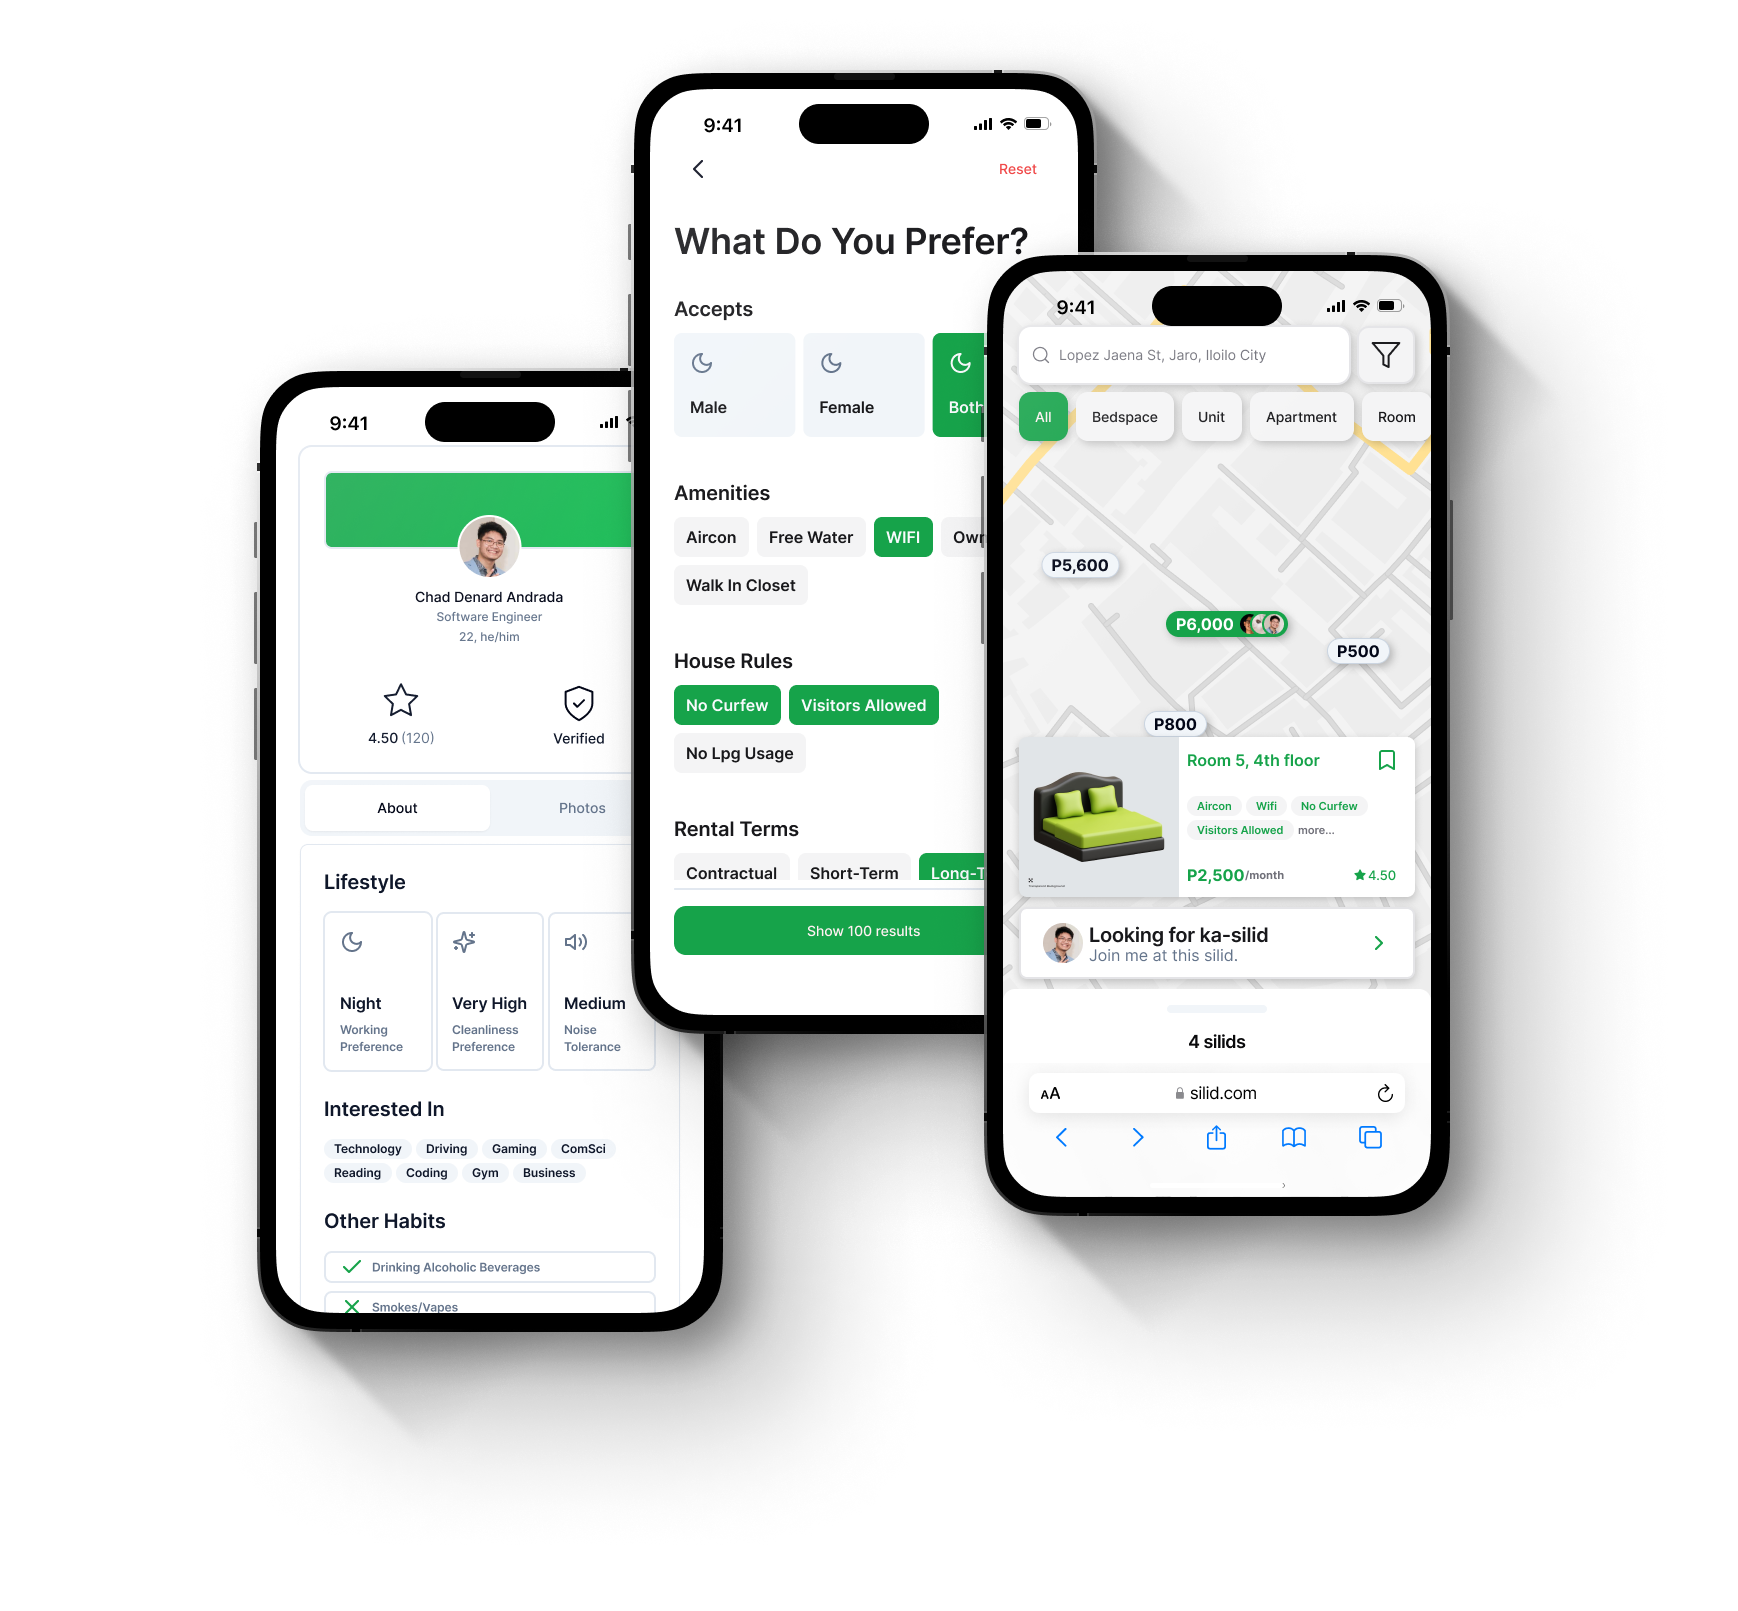 9:41
Chad Denard Andrada
Software Engineer
22, he/him
4.50 (120)
Verified
About
Photos
Lifestyle
Night
Working
Preference
Very High
Cleanliness
Preference
Medium
Noise
Tolerance
Interested In
Technology
Driving
Gaming
ComSci
Reading
Coding
Gym
Business
Other Habits
Drinking Alcoholic Beverages
Smokes/Vapes
9:41
Reset
What Do You Prefer?
Accepts
Male
Female
Both
Amenities
Aircon
Free Water
WIFI
Walk In Closet
House Rules
No Curfew
Visitors Allowed
No Lpg Usage
Rental Terms
Contractual
Short-Term
Long-T
Show 100 results
9:41
Lopez Jaena St, Jaro, Iloilo City
All
Bedspace
Unit
Apartment
Room
P5,600
P6,000
P500
P800
Room 5, 4th floor
Aircon
Wifi
No Curfew
Visitors Allowed
more...
P2,500/month
4.50
Looking for ka-silid
Join me at this silid.
4 silids
AA
silid.com